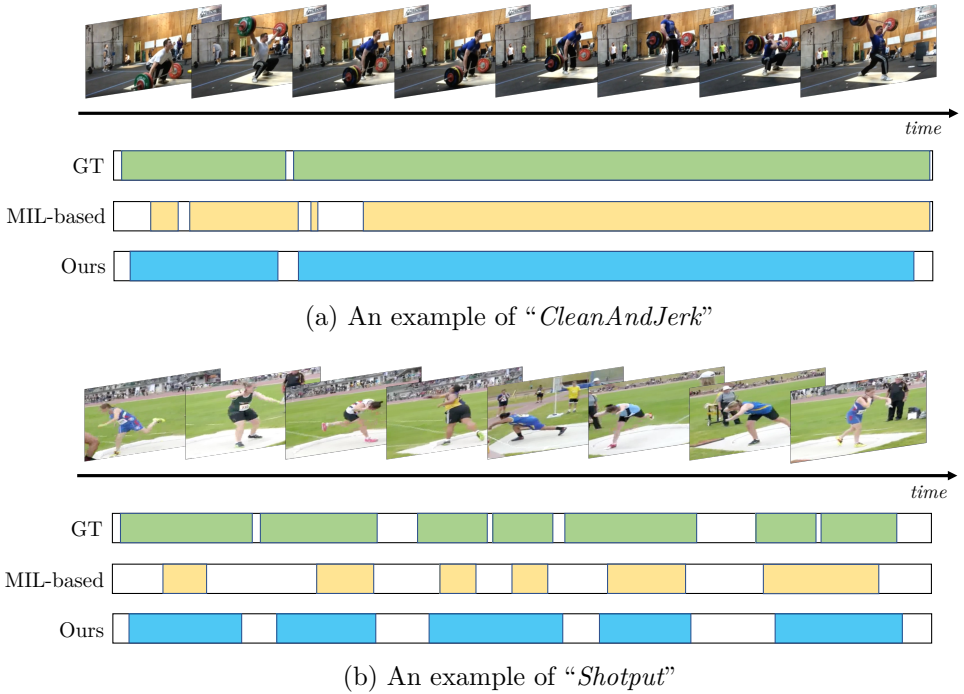 time
GT
MIL-based
Ours
(a) An example of “CleanAndJerk”
time
GT
MIL-based
Ours
(b) An example of “Shotput”